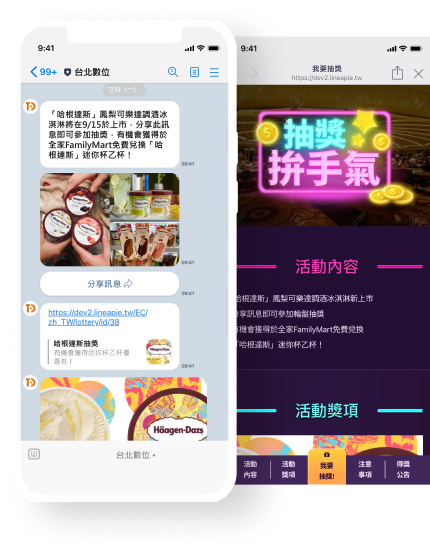 9:41
99+
台北數位
7/19（一）
「哈根達斯」鳳梨可樂達調酒冰
淇淋將在9/15於上市，分享此訊
息即可參加抽獎，有機會獲得於
全家FamilyMart免費兌換「哈
根達斯」迷你杯乙杯！
09:41
09:41
分享訊息
09:41
https://dev2.lineapie.tw/EC/
zh_TW/lottery/id/38
哈根達斯抽獎
有機會獲得迷你杯乙杯優
惠券！
09:41
Häagen-Dazs
台北數位
9:41
我要抽獎
https://dev2.lineapie.tw
抽獎
拚手氣
活動內容
哈根達斯」鳳梨可樂達調酒冰淇淋新上市
享訊息即可參加輪盤抽獎
有機會獲得於全家FamilyMart免費兌換
「哈根達斯」迷你杯乙杯！
活動獎項
活動
內容
活動
獎項
我要
抽獎!
注意
事項
得獎
公告